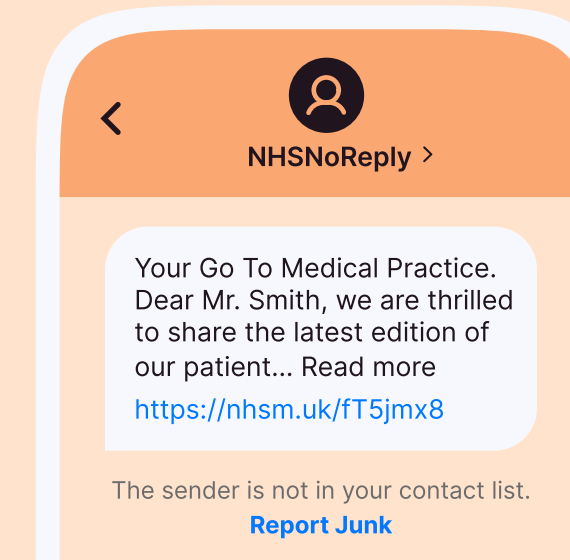 NHSNoReply
Your Go To Medical Practice.
Dear Mr. Smith, we are thrilled
to share the latest edition of
our patient... Read more
https://nhsm.uk/fT5jmx8
The sender is not in your contact list.
Report Junk